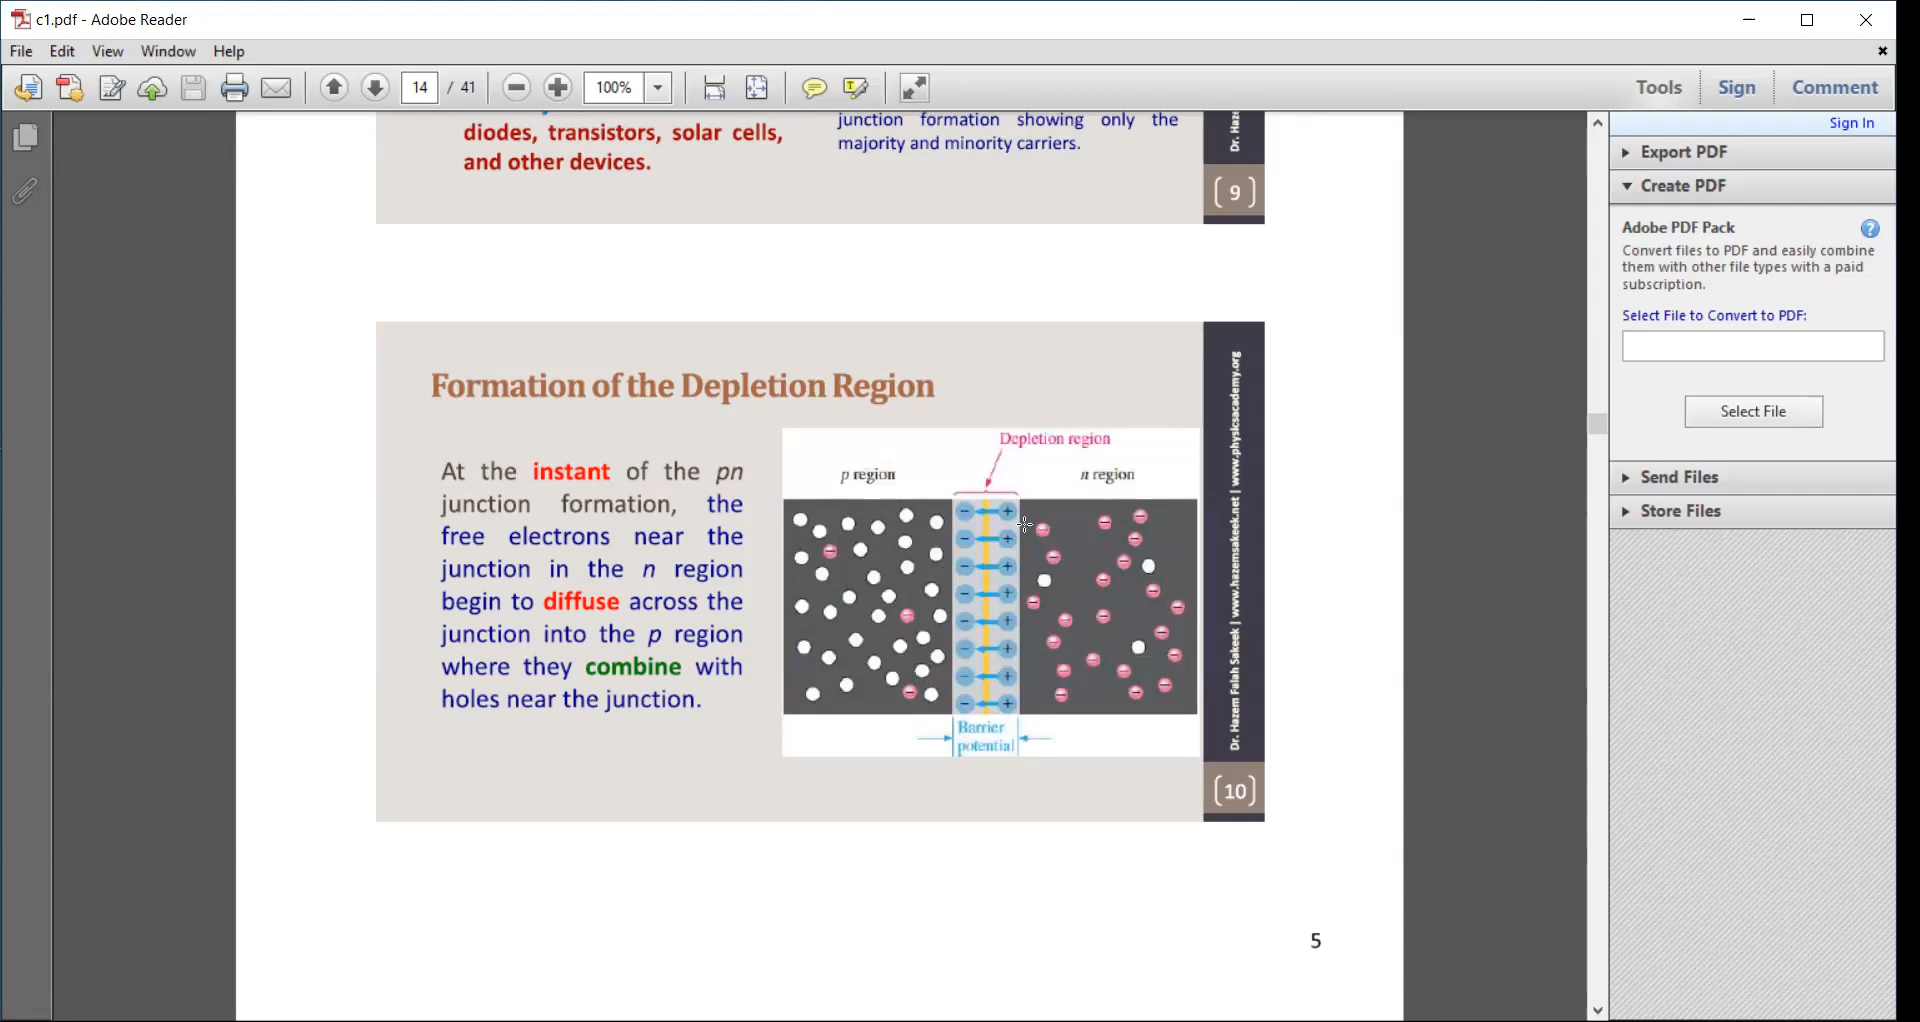 c1.pdf - Adobe Reader
File Edit View Window Help
14 / 41 100% Tools Sign Comment
Sign In
Export PDF
Create PDF
Adobe PDF Pack
Convert files to PDF and easily combine
them with other file types with a paid
subscription.
Select File to Convert to PDF:
Select File
Send Files
Store Files
diodes, transistors, solar cells,
and other devices.
junction formation showing only the
majority and minority carriers.
[ 9 ]
Formation of the Depletion Region
At the instant of the pn
junction formation, the
free electrons near the
junction in the n region
begin to diffuse across the
junction into the p region
where they combine with
holes near the junction.
Depletion region
p region
n region
Barrier
potential
Dr. Hazem Falah Sakeek | www.hazemsakeek.net | www.physicsacademy.org
[10]
5